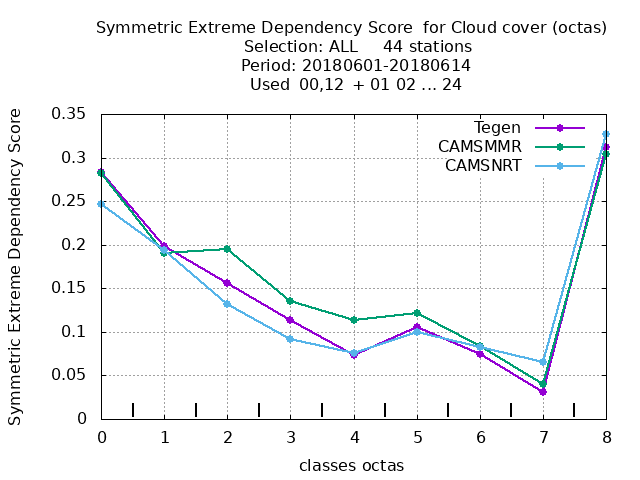 Symmetric Extreme Dependency Score  for Cloud cover (octas)
Selection: ALL     44 stations
Period: 20180601-20180614
Used  00,12  + 01 02 ... 24
Symmetric Extreme Dependency Score
0.35
0.3
0.25
0.2
0.15
0.1
0.05
0
Tegen
CAMSMMR
CAMSNRT
0 1 2 3 4 5 6 7 8
classes octas